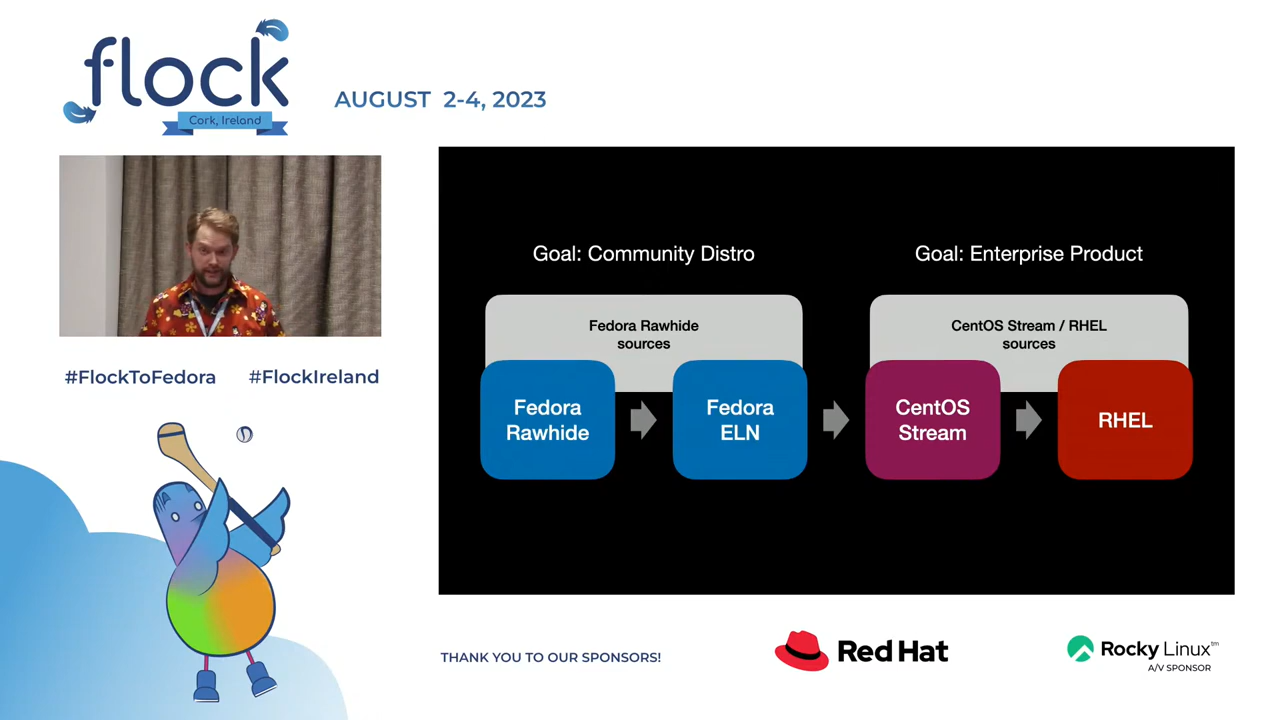 flock
Cork, Ireland
AUGUST 2-4, 2023
#FlockToFedora #FlockIreland
Goal: Community Distro
Goal: Enterprise Product
Fedora Rawhide
sources
CentOS Stream / RHEL
sources
Fedora
Rawhide
Fedora
ELN
CentOS
Stream
RHEL
THANK YOU TO OUR SPONSORS!
Red Hat
Rocky Linux™
A/V SPONSOR